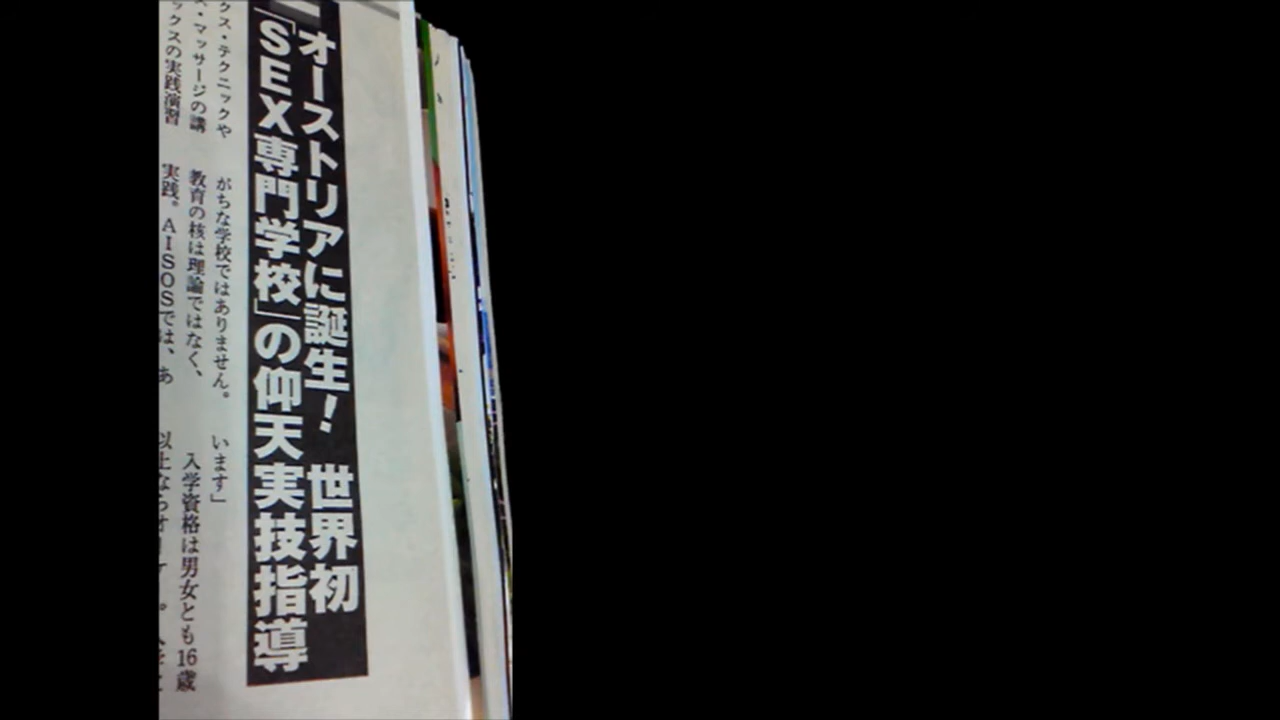 オーストリアに誕生! 世界初
「SEX専門学校」の仰天実技指導
クス・テクニックや
ス・マッサージの講
ックスの実践演習
がちな学校ではありません。
教育の核は理論ではなく、
実践。AISOSでは、あ
います」
入学資格は男女とも16歳
以上なら